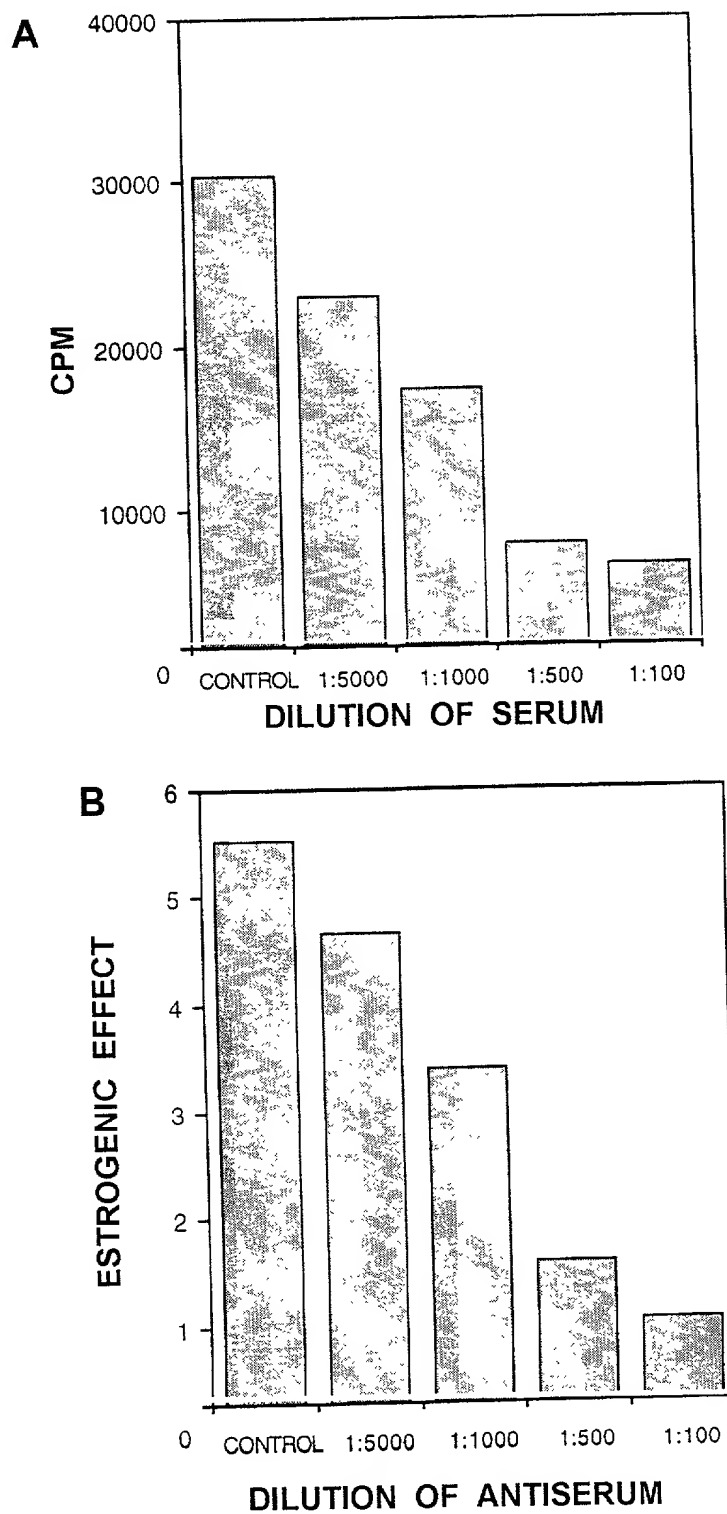 A
40000
30000
20000
10000
0
CPM
CONTROL 1:5000 1:1000 1:500 1:100
DILUTION OF SERUM
B
6
5
4
3
2
1
0
ESTROGENIC EFFECT
CONTROL 1:5000 1:1000 1:500 1:100
DILUTION OF ANTISERUM